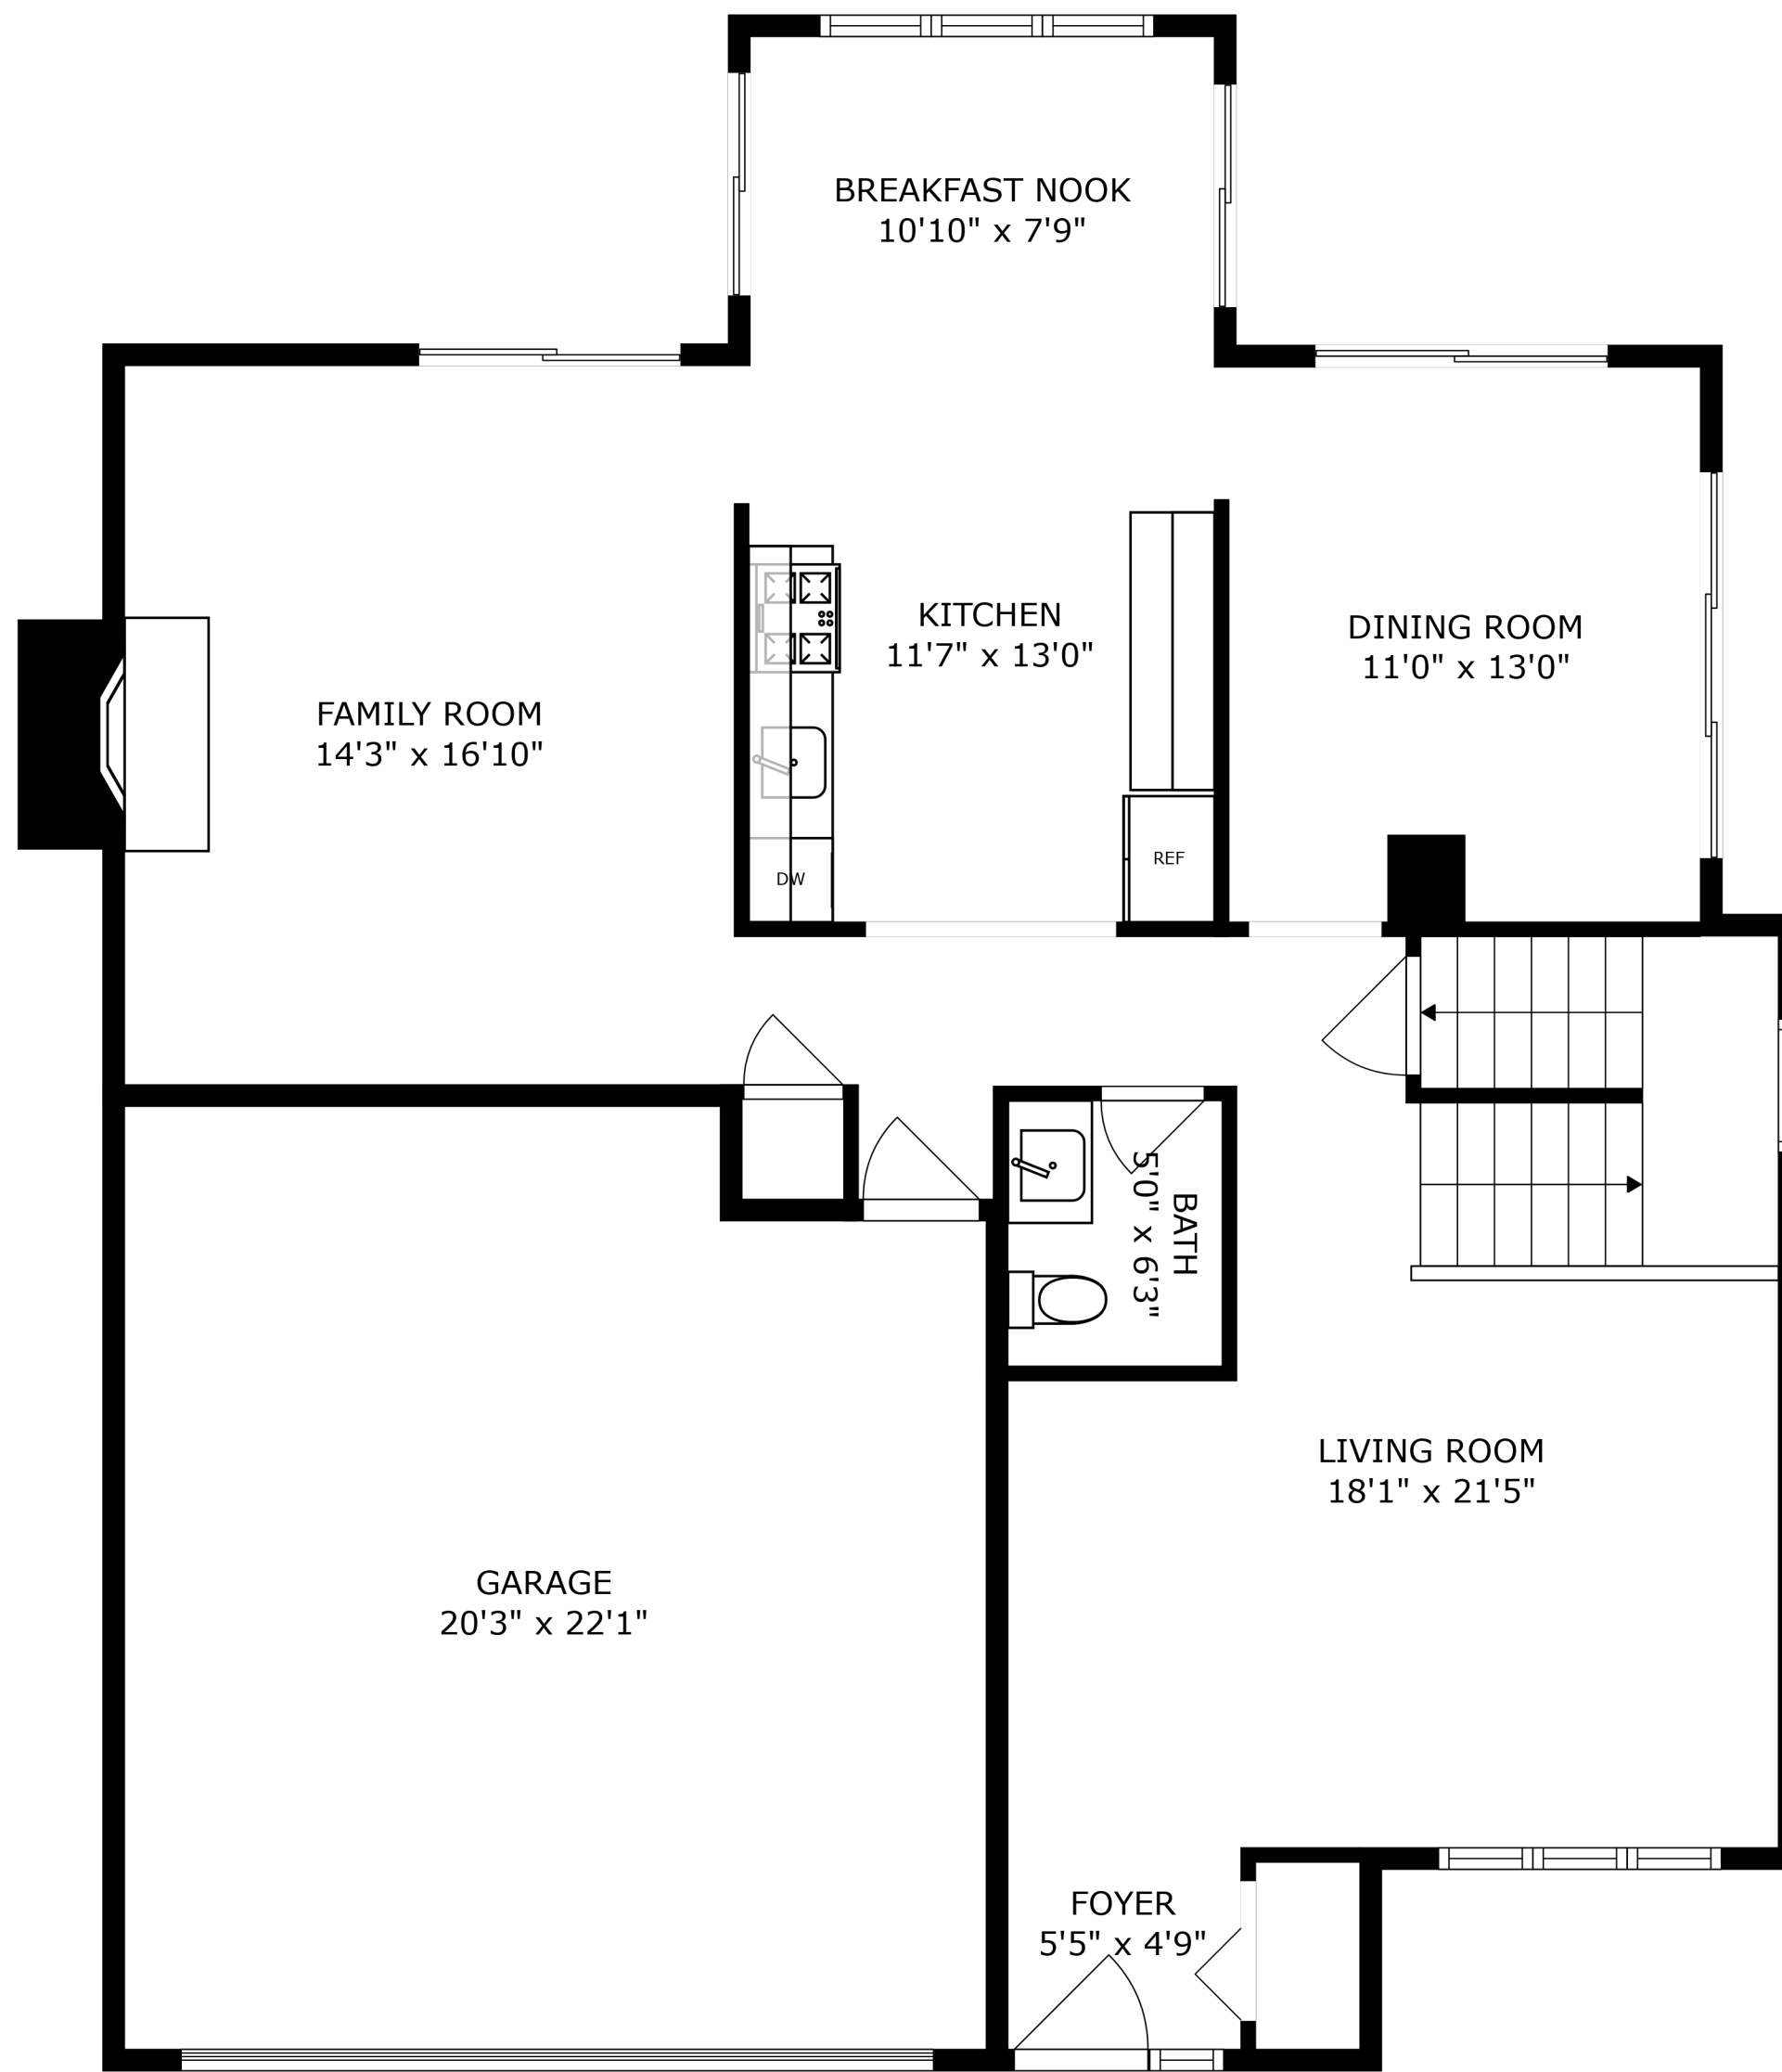 BREAKFAST NOOK
10'10" x 7'9"
KITCHEN
11'7" x 13'0"
DINING ROOM
11'0" x 13'0"
FAMILY ROOM
14'3" x 16'10"
REF
DW
BATH
5'0" x 6'3"
LIVING ROOM
18'1" x 21'5"
GARAGE
20'3" x 22'1"
FOYER
5'5" x 4'9"